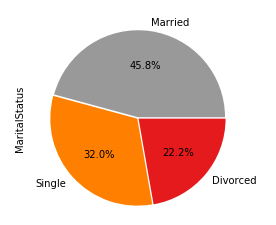 Married
45.8%
MaritalStatus
32.0%
22.2%
Single
Divorced